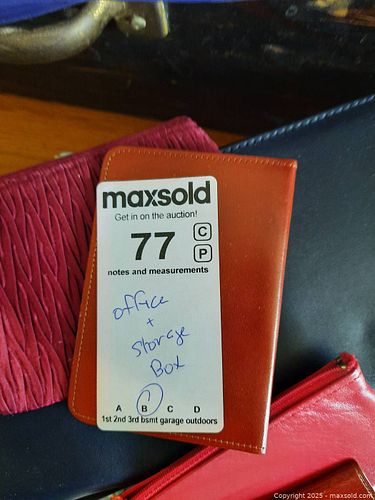 maxsold
Get in on the auction!
77 C
P
notes and measurements
office
+
storage
Box
A B C D
1st 2nd 3rd bsmt garage outdoors
Copyright 2025 - maxsold.com